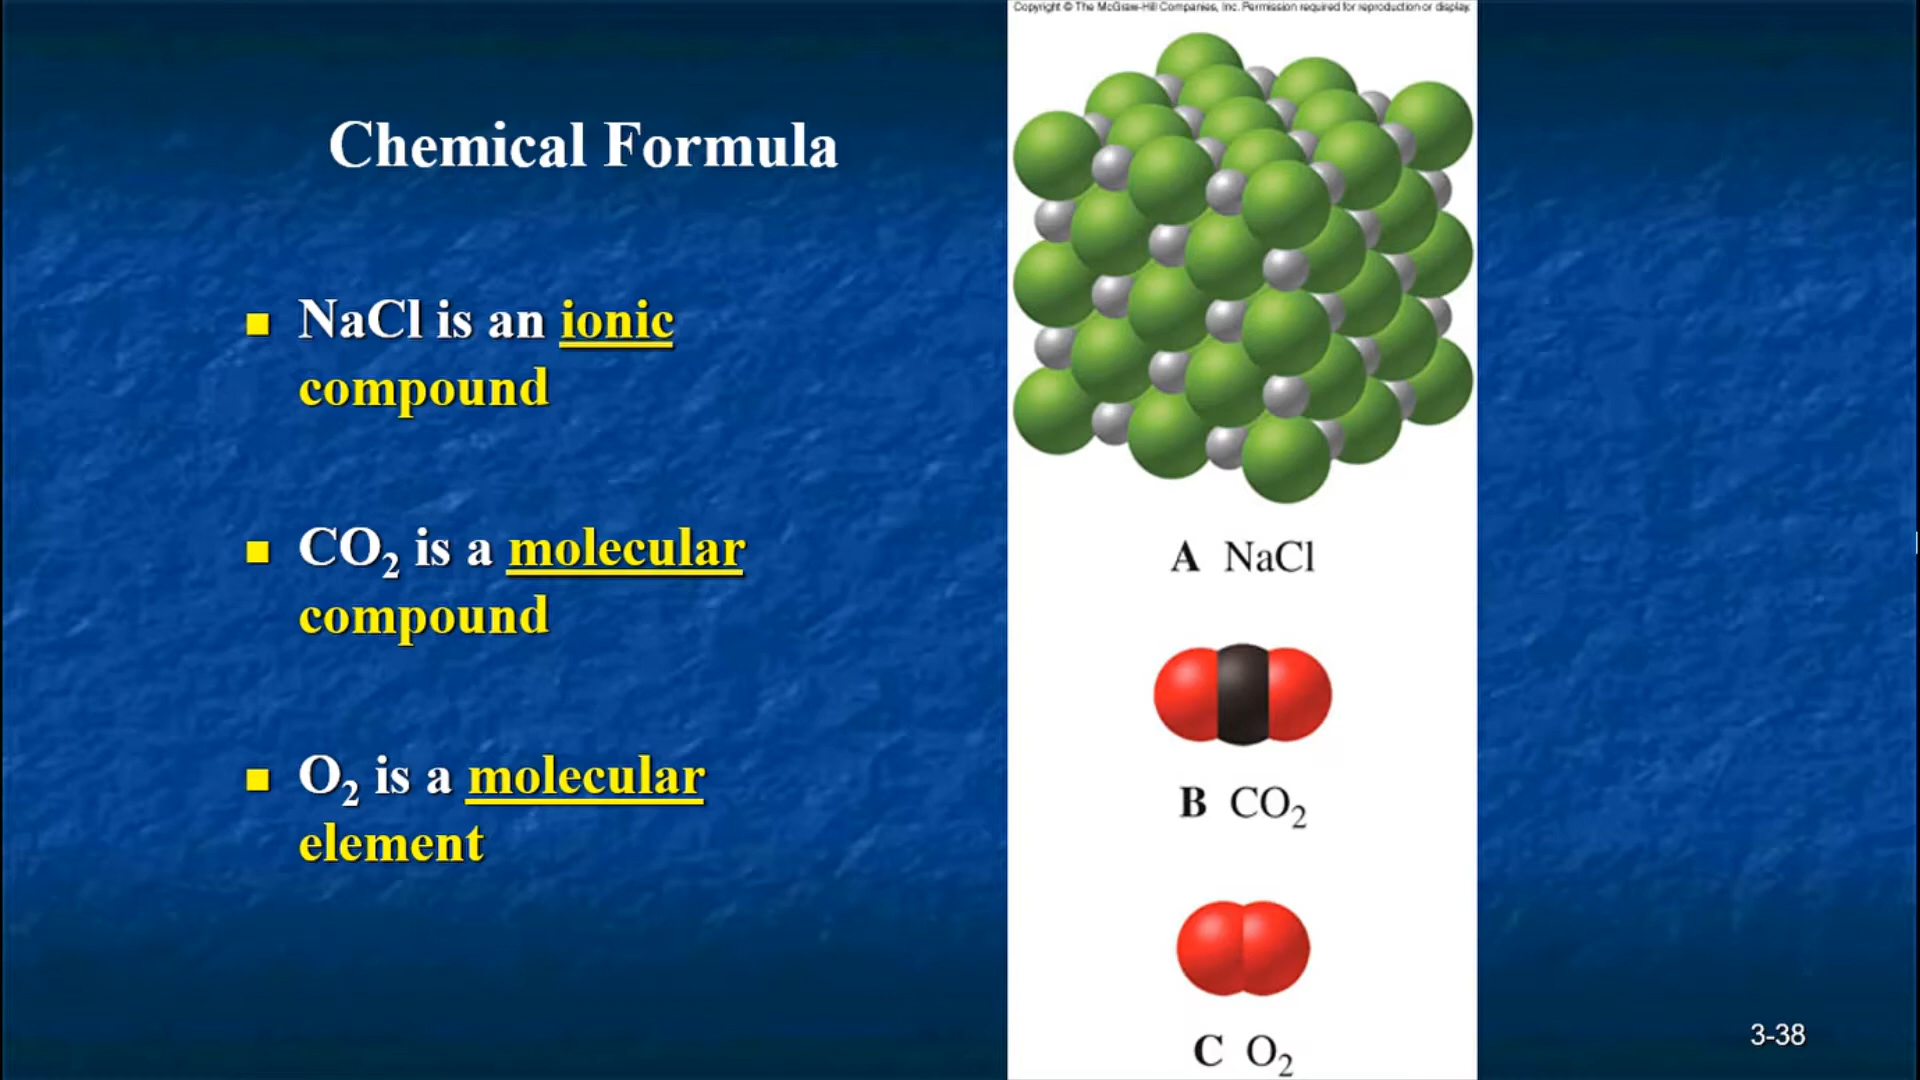 Copyright © The McGraw-Hill Companies, Inc. Permission required for reproduction or display.
Chemical Formula
■ NaCl is an ionic
compound
■ CO₂ is a molecular
compound
■ O₂ is a molecular
element
A NaCl
B CO₂
C O₂
3-38